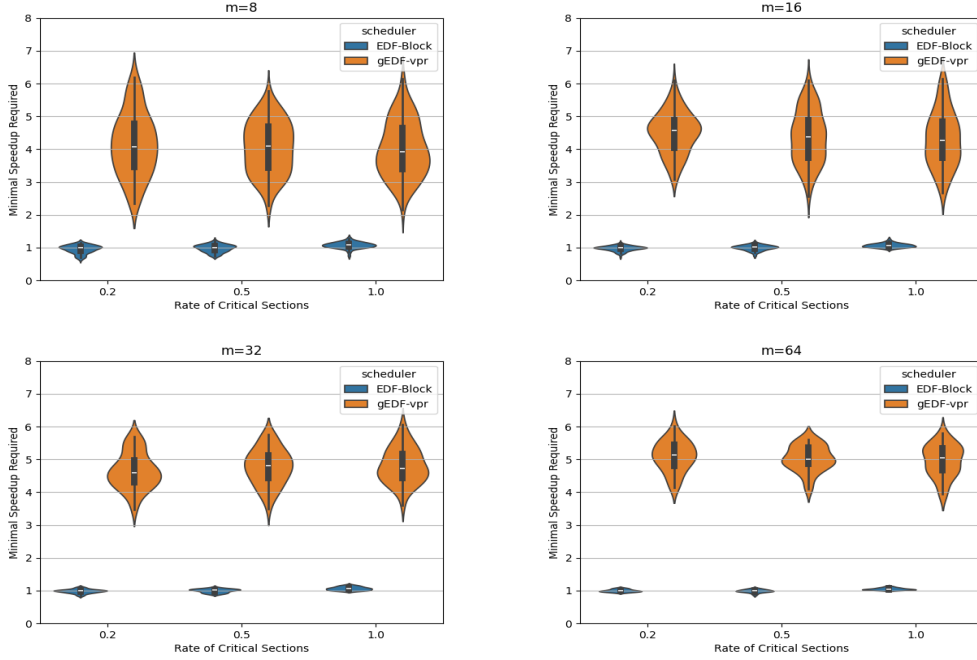 m=8
8
7
6
5
4
3
2
1
0
Minimal Speedup Required
scheduler
EDF-Block
gEDF-vpr
0.2
0.5
1.0
Rate of Critical Sections
m=16
8
7
6
5
4
3
2
1
0
Minimal Speedup Required
scheduler
EDF-Block
gEDF-vpr
0.2
0.5
1.0
Rate of Critical Sections
m=32
8
7
6
5
4
3
2
1
0
Minimal Speedup Required
scheduler
EDF-Block
gEDF-vpr
0.2
0.5
1.0
Rate of Critical Sections
m=64
8
7
6
5
4
3
2
1
0
Minimal Speedup Required
scheduler
EDF-Block
gEDF-vpr
0.2
0.5
1.0
Rate of Critical Sections